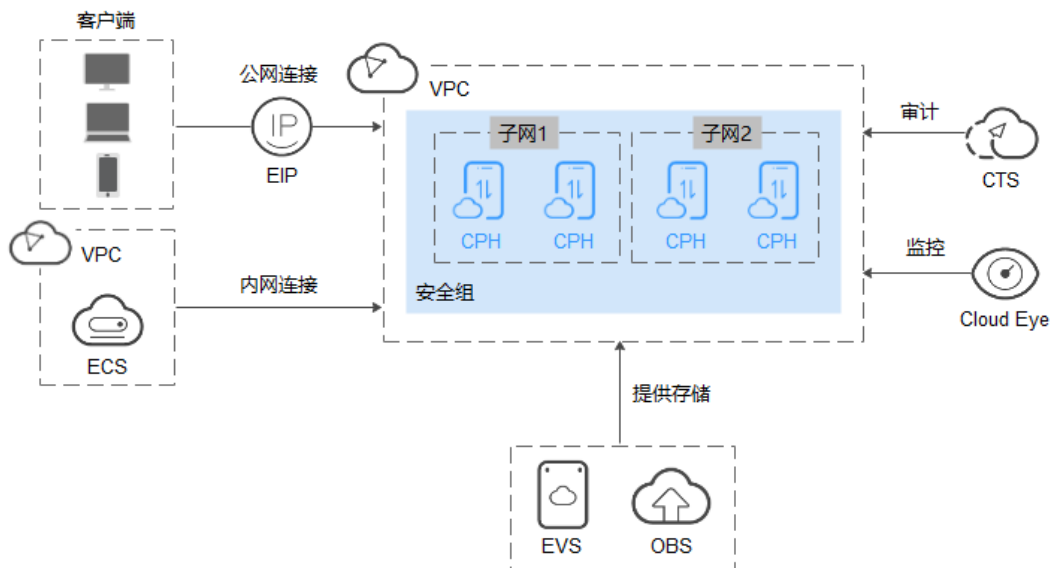 客户端
公网连接
IP
EIP
VPC
子网1
子网2
CPH
CPH
CPH
CPH
安全组
审计
CTS
VPC
ECS
内网连接
监控
Cloud Eye
提供存储
EVS
OBS